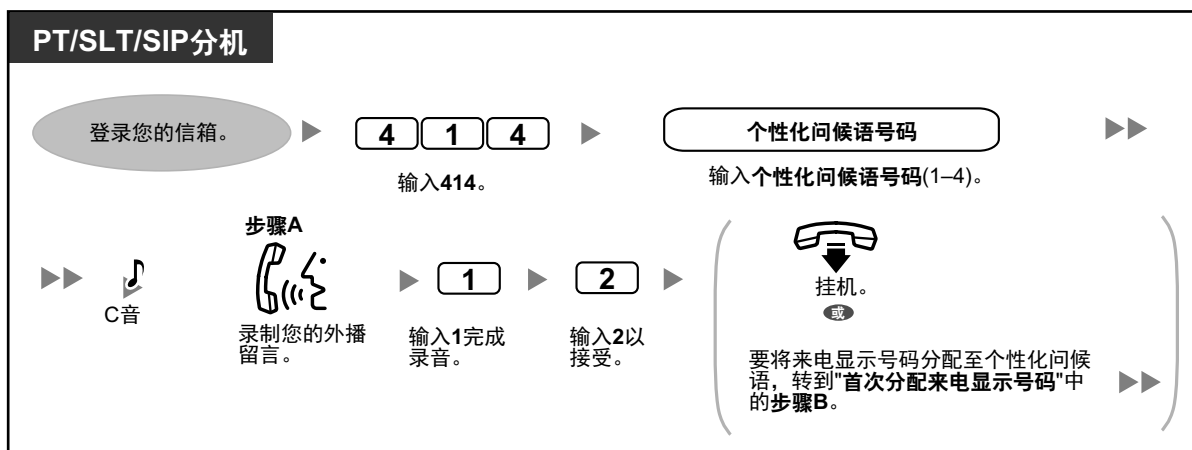 PT/SLT/SIP分机
登录您的信箱。
4 1 4
个性化问候语号码
输入414。
输入个性化问候语号码(1–4)。
C音
步骤A
录制您的外播
留言。
1
输入1完成
录音。
2
输入2以
接受。
挂机。
或
要将来电显示号码分配至个性化问候
语，转到"首次分配来电显示号码"中
的步骤B。